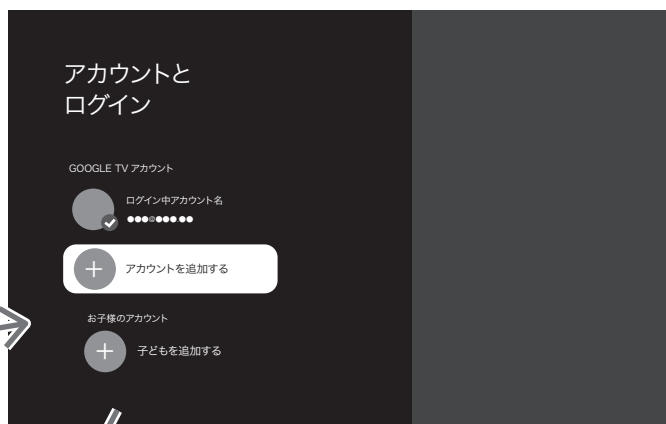 アカウントと
ログイン
GOOGLE TV アカウント
ログイン中アカウント名
●●●@●●●.●●
アカウントを追加する
お子様のアカウント
子どもを追加する